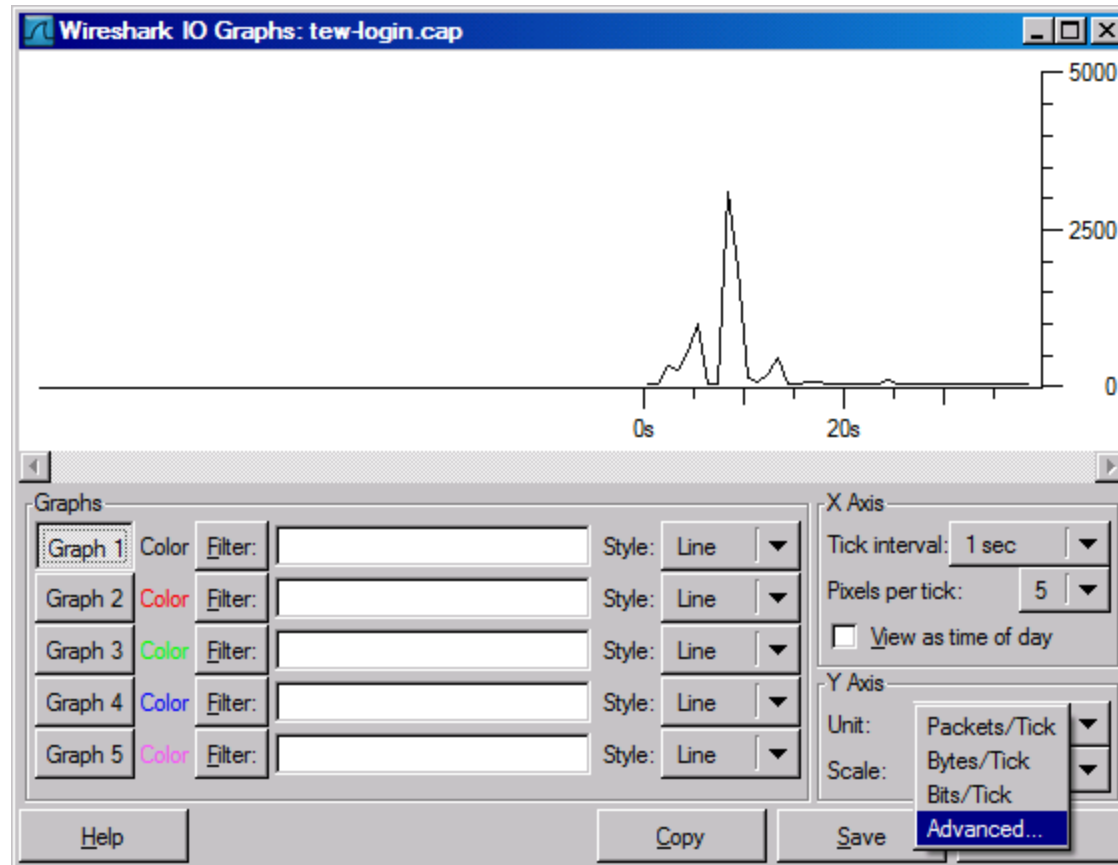 Wireshark IO Graphs: tew-login.cap
5000
2500
0
0s 20s
Graphs
Graph 1 Color Filter: Style: Line
Graph 2 Color Filter: Style: Line
Graph 3 Color Filter: Style: Line
Graph 4 Color Filter: Style: Line
Graph 5 Color Filter: Style: Line
X Axis
Tick interval: 1 sec
Pixels per tick: 5
View as time of day
Y Axis
Unit:
Scale:
Packets/Tick
Bytes/Tick
Bits/Tick
Advanced...
Help Copy Save